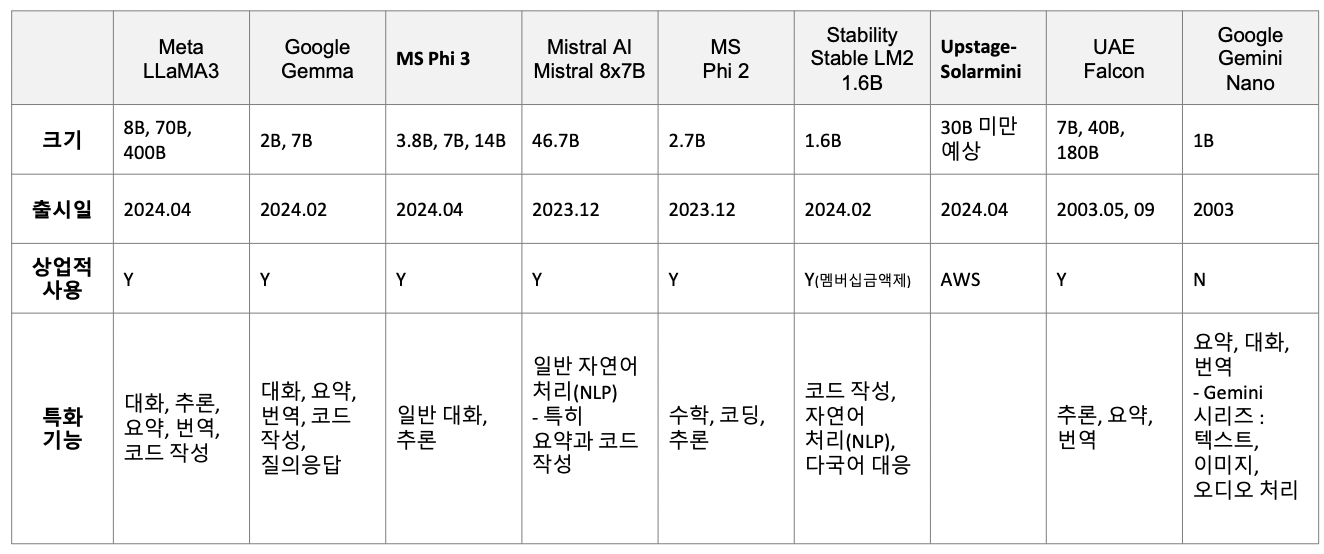 Meta
LLaMA3
Google
Gemma
MS Phi 3
Mistral AI
Mistral 8x7B
MS
Phi 2
Stability
Stable LM2
1.6B
Upstage-
Solarmini
UAE
Falcon
Google
Gemini
Nano
크기
8B, 70B,
400B
2B, 7B
3.8B, 7B, 14B
46.7B
2.7B
1.6B
30B 미만
예상
7B, 40B,
180B
1B
출시일
2024.04
2024.02
2024.04
2023.12
2023.12
2024.02
2024.04
2003.05, 09
2003
상업적
사용
Y
Y
Y
Y
Y
Y(멤버십금액제)
AWS
Y
N
특화
기능
대화, 추론,
요약, 번역,
코드 작성
대화, 요약,
번역, 코드
작성,
질의응답
일반 대화,
추론
일반 자연어
처리(NLP)
- 특히
요약과 코드
작성
수학, 코딩,
추론
코드 작성,
자연어
처리(NLP),
다국어 대응
추론, 요약,
번역
요약, 대화,
번역
- Gemini
시리즈 :
텍스트,
이미지,
오디오 처리